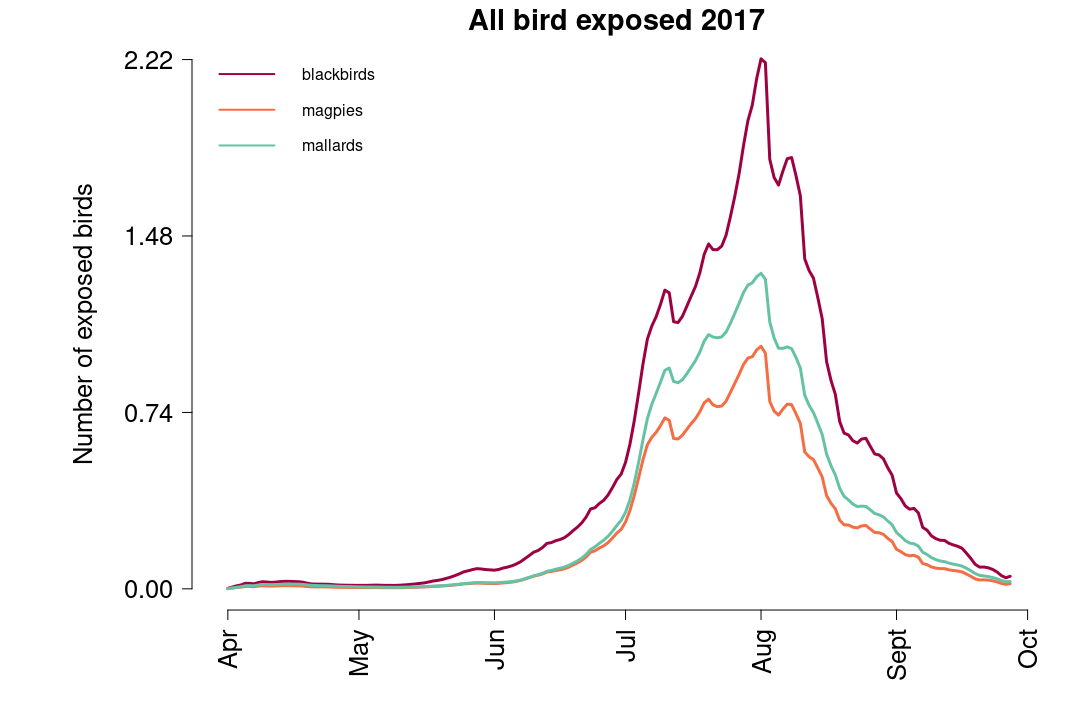 All bird exposed 2017
2.22
1.48
0.74
0.00
Number of exposed birds
blackbirds
magpies
mallards
Apr
May
Jun
Jul
Aug
Sept
Oct